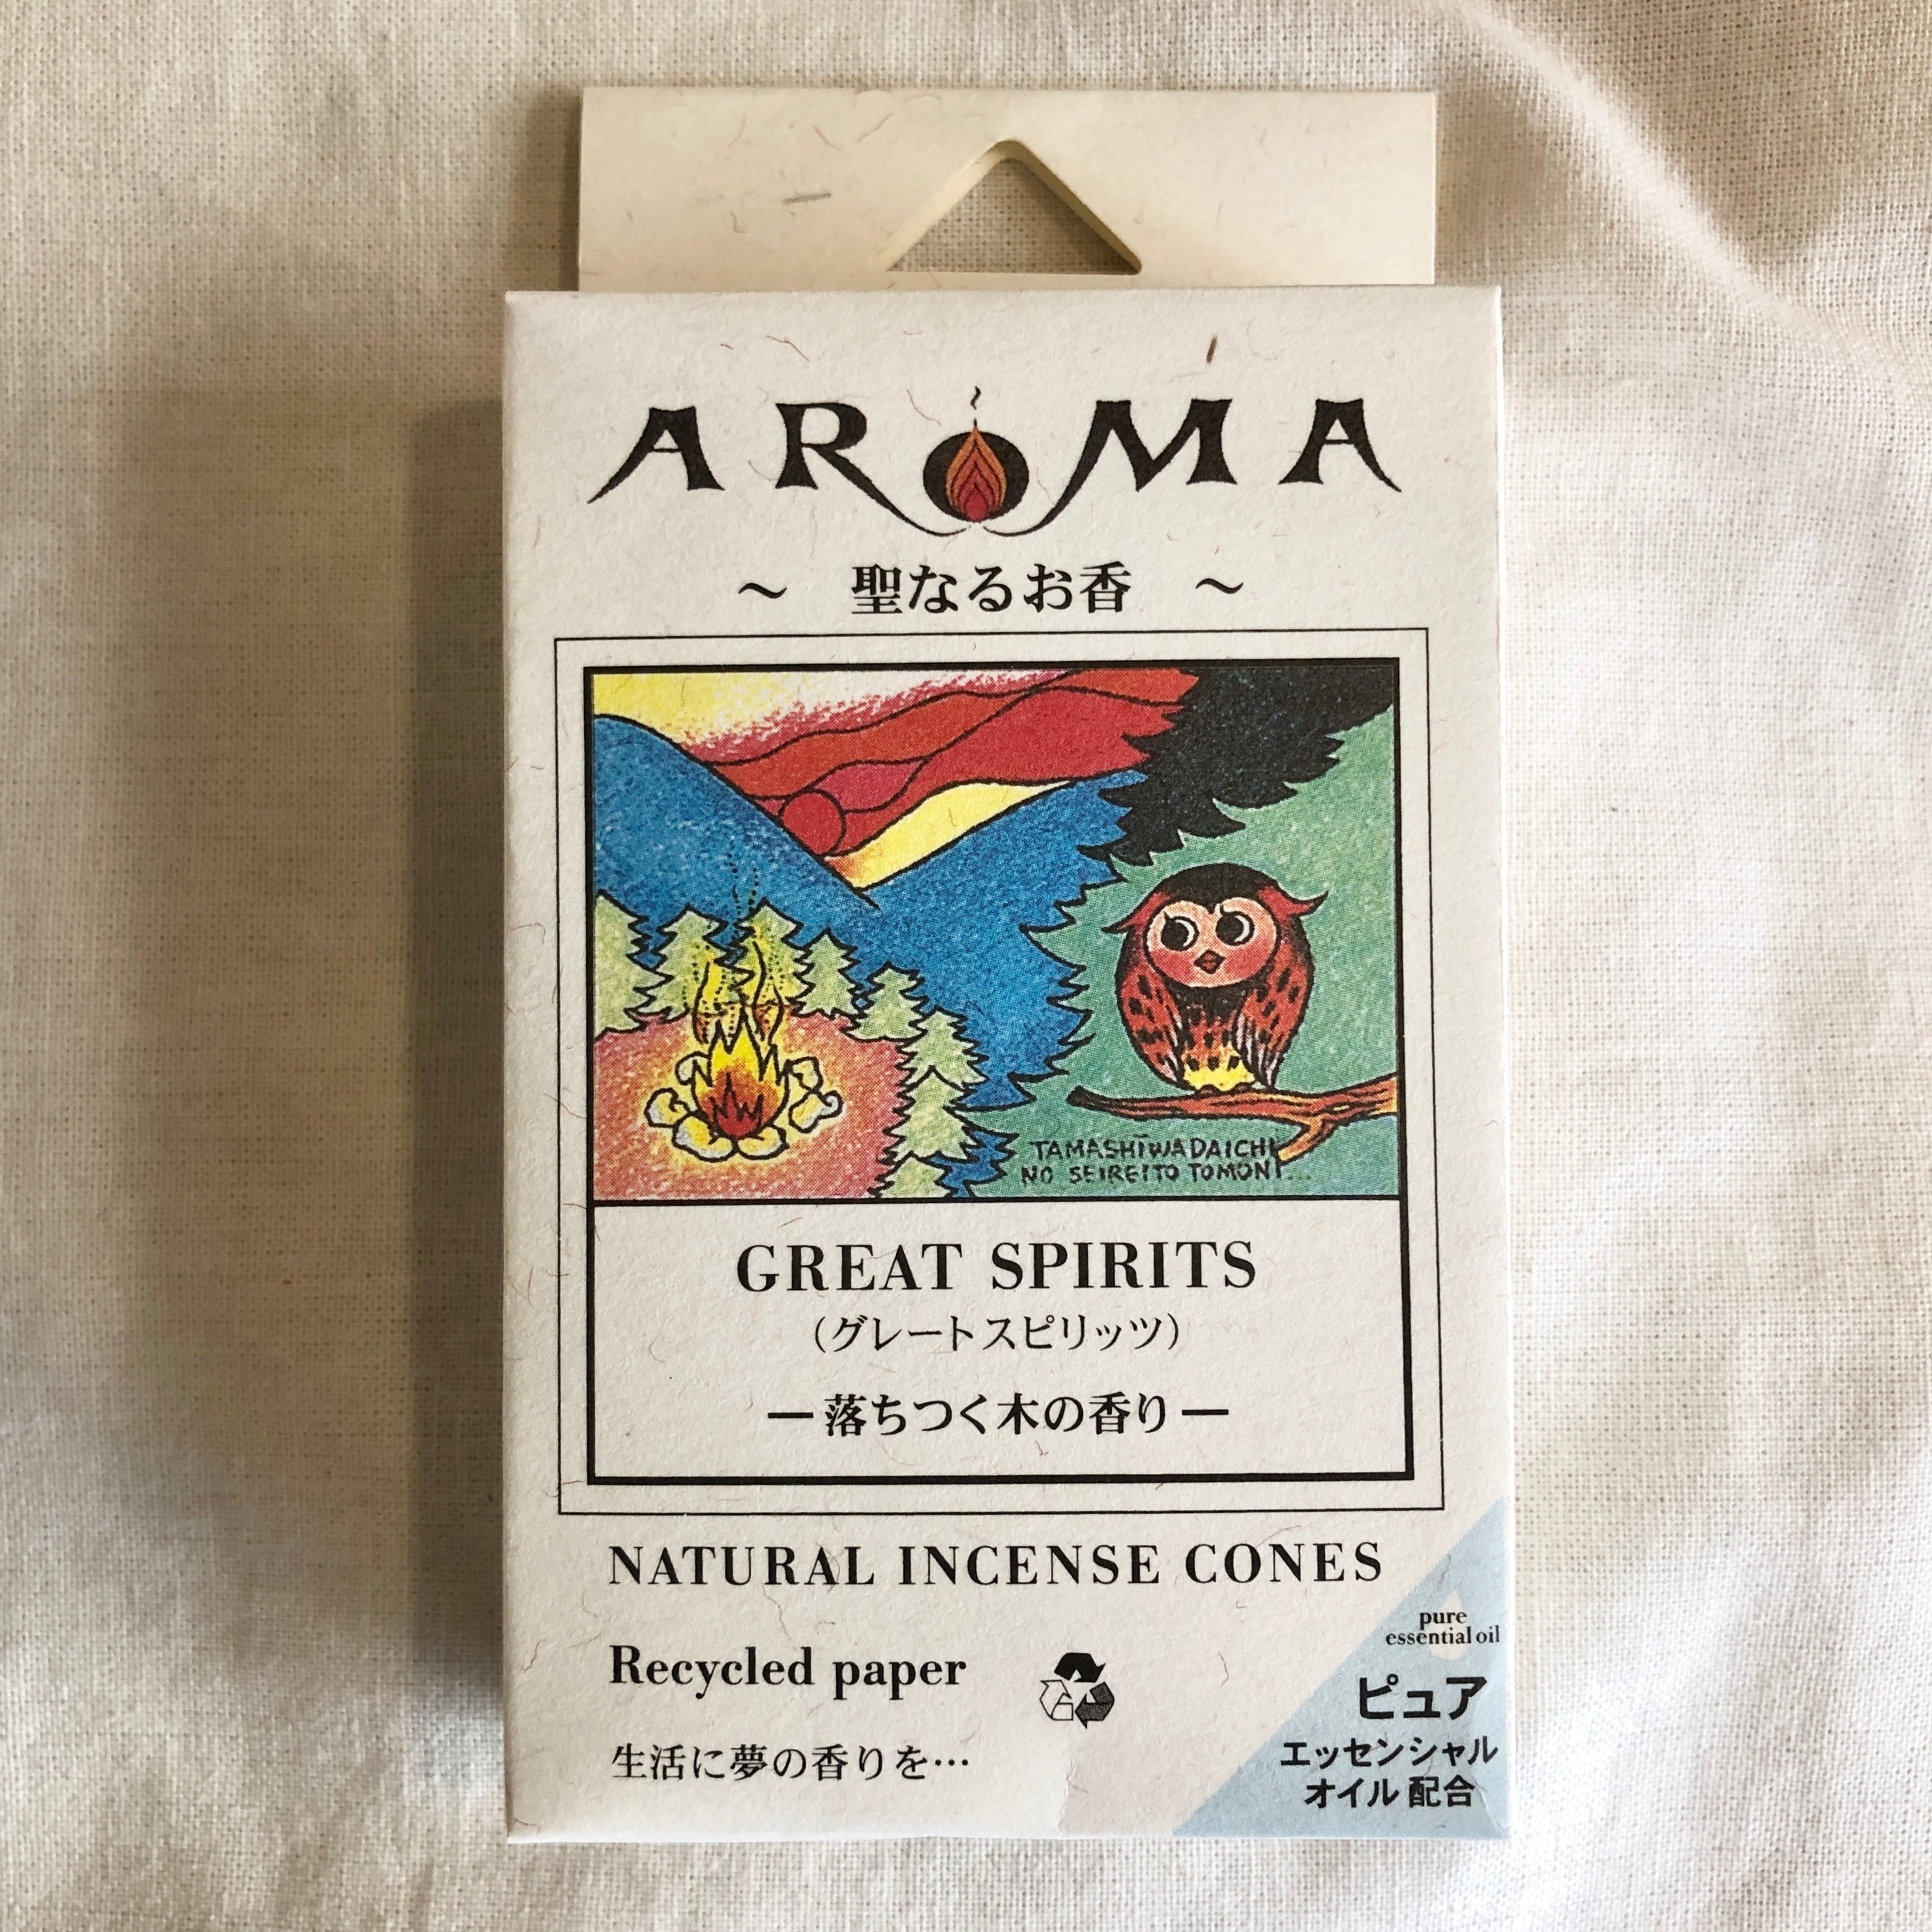 AROMA
～ 聖なるお香 ～
TAMASHIWA DAICHI
NO SEIREITO TOMONI...
GREAT SPIRITS
（グレートスピリッツ）
—落ちつく木の香り—
NATURAL INCENSE CONES
Recycled paper
生活に夢の香りを…
pure
essential oil
ピュア
エッセンシャル
オイル 配合